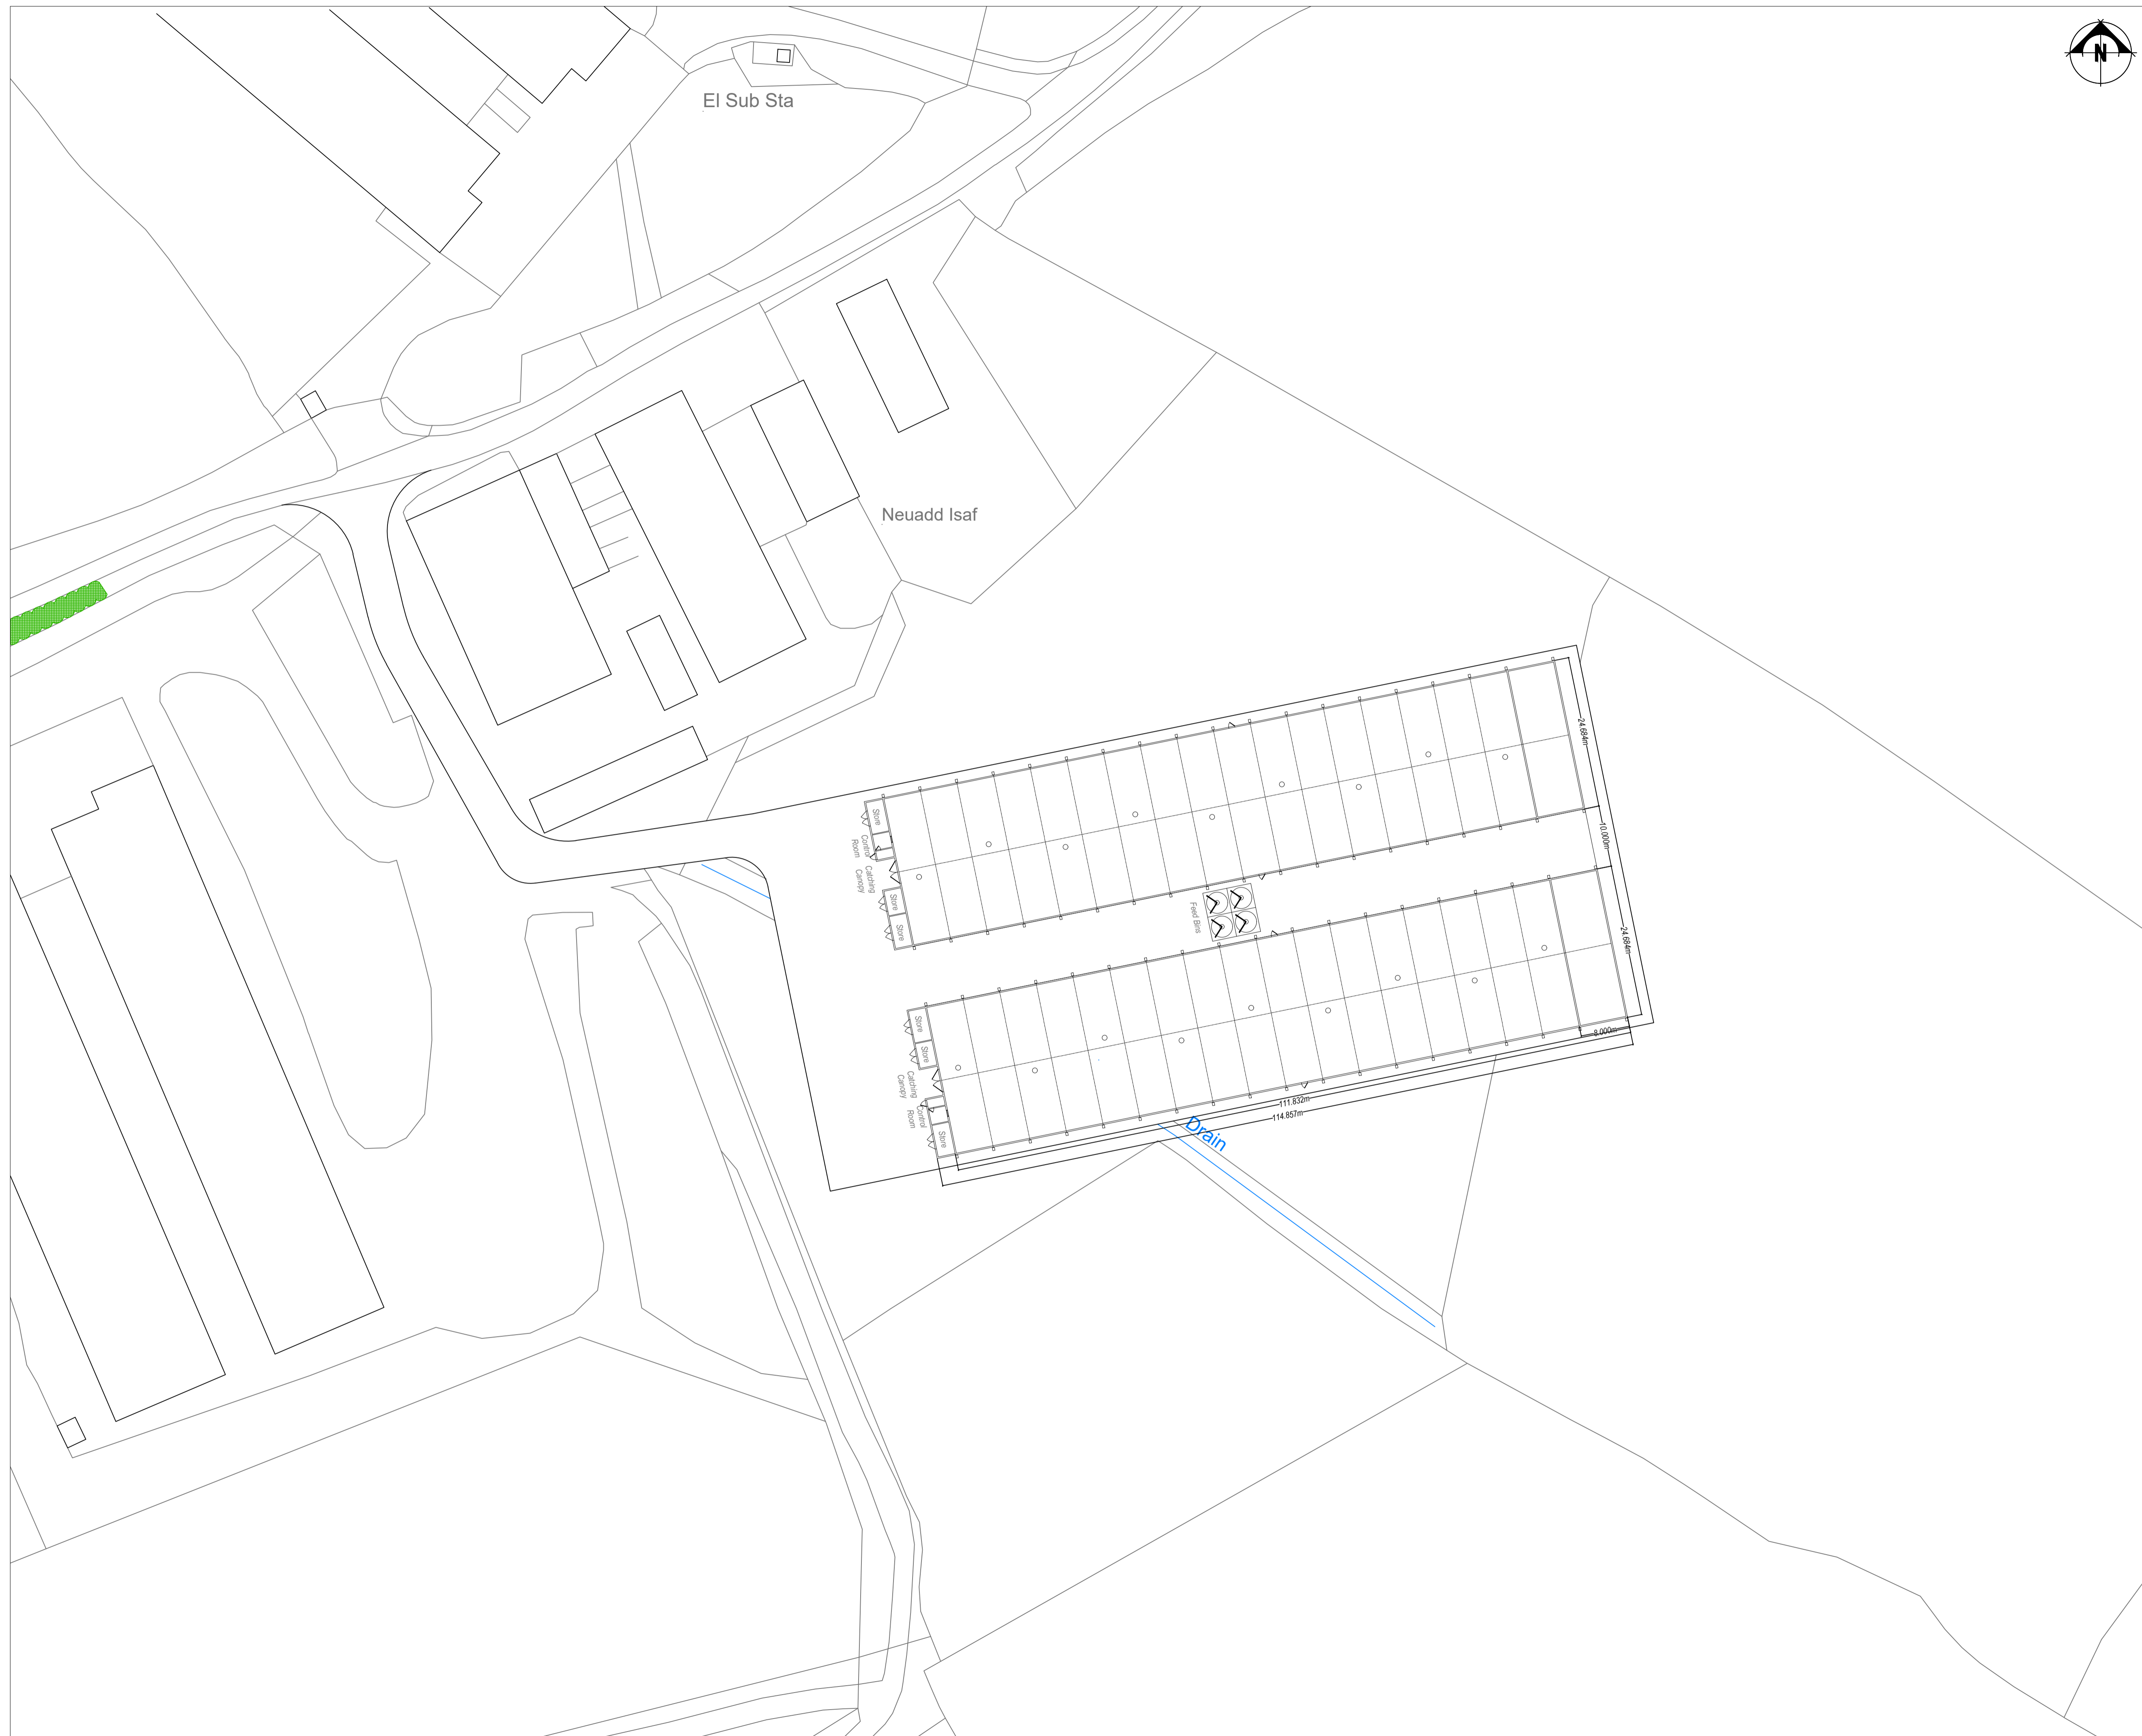 N
El Sub Sta
Neuadd Isaf
24.684m
10.000m
24.684m
8.000m
111.832m
114.857m
Store
Control
Room
Catching
Canopy
Store
Store
Feed Bins
Store
Store
Catching
Canopy
Control
Room
Store
Drain